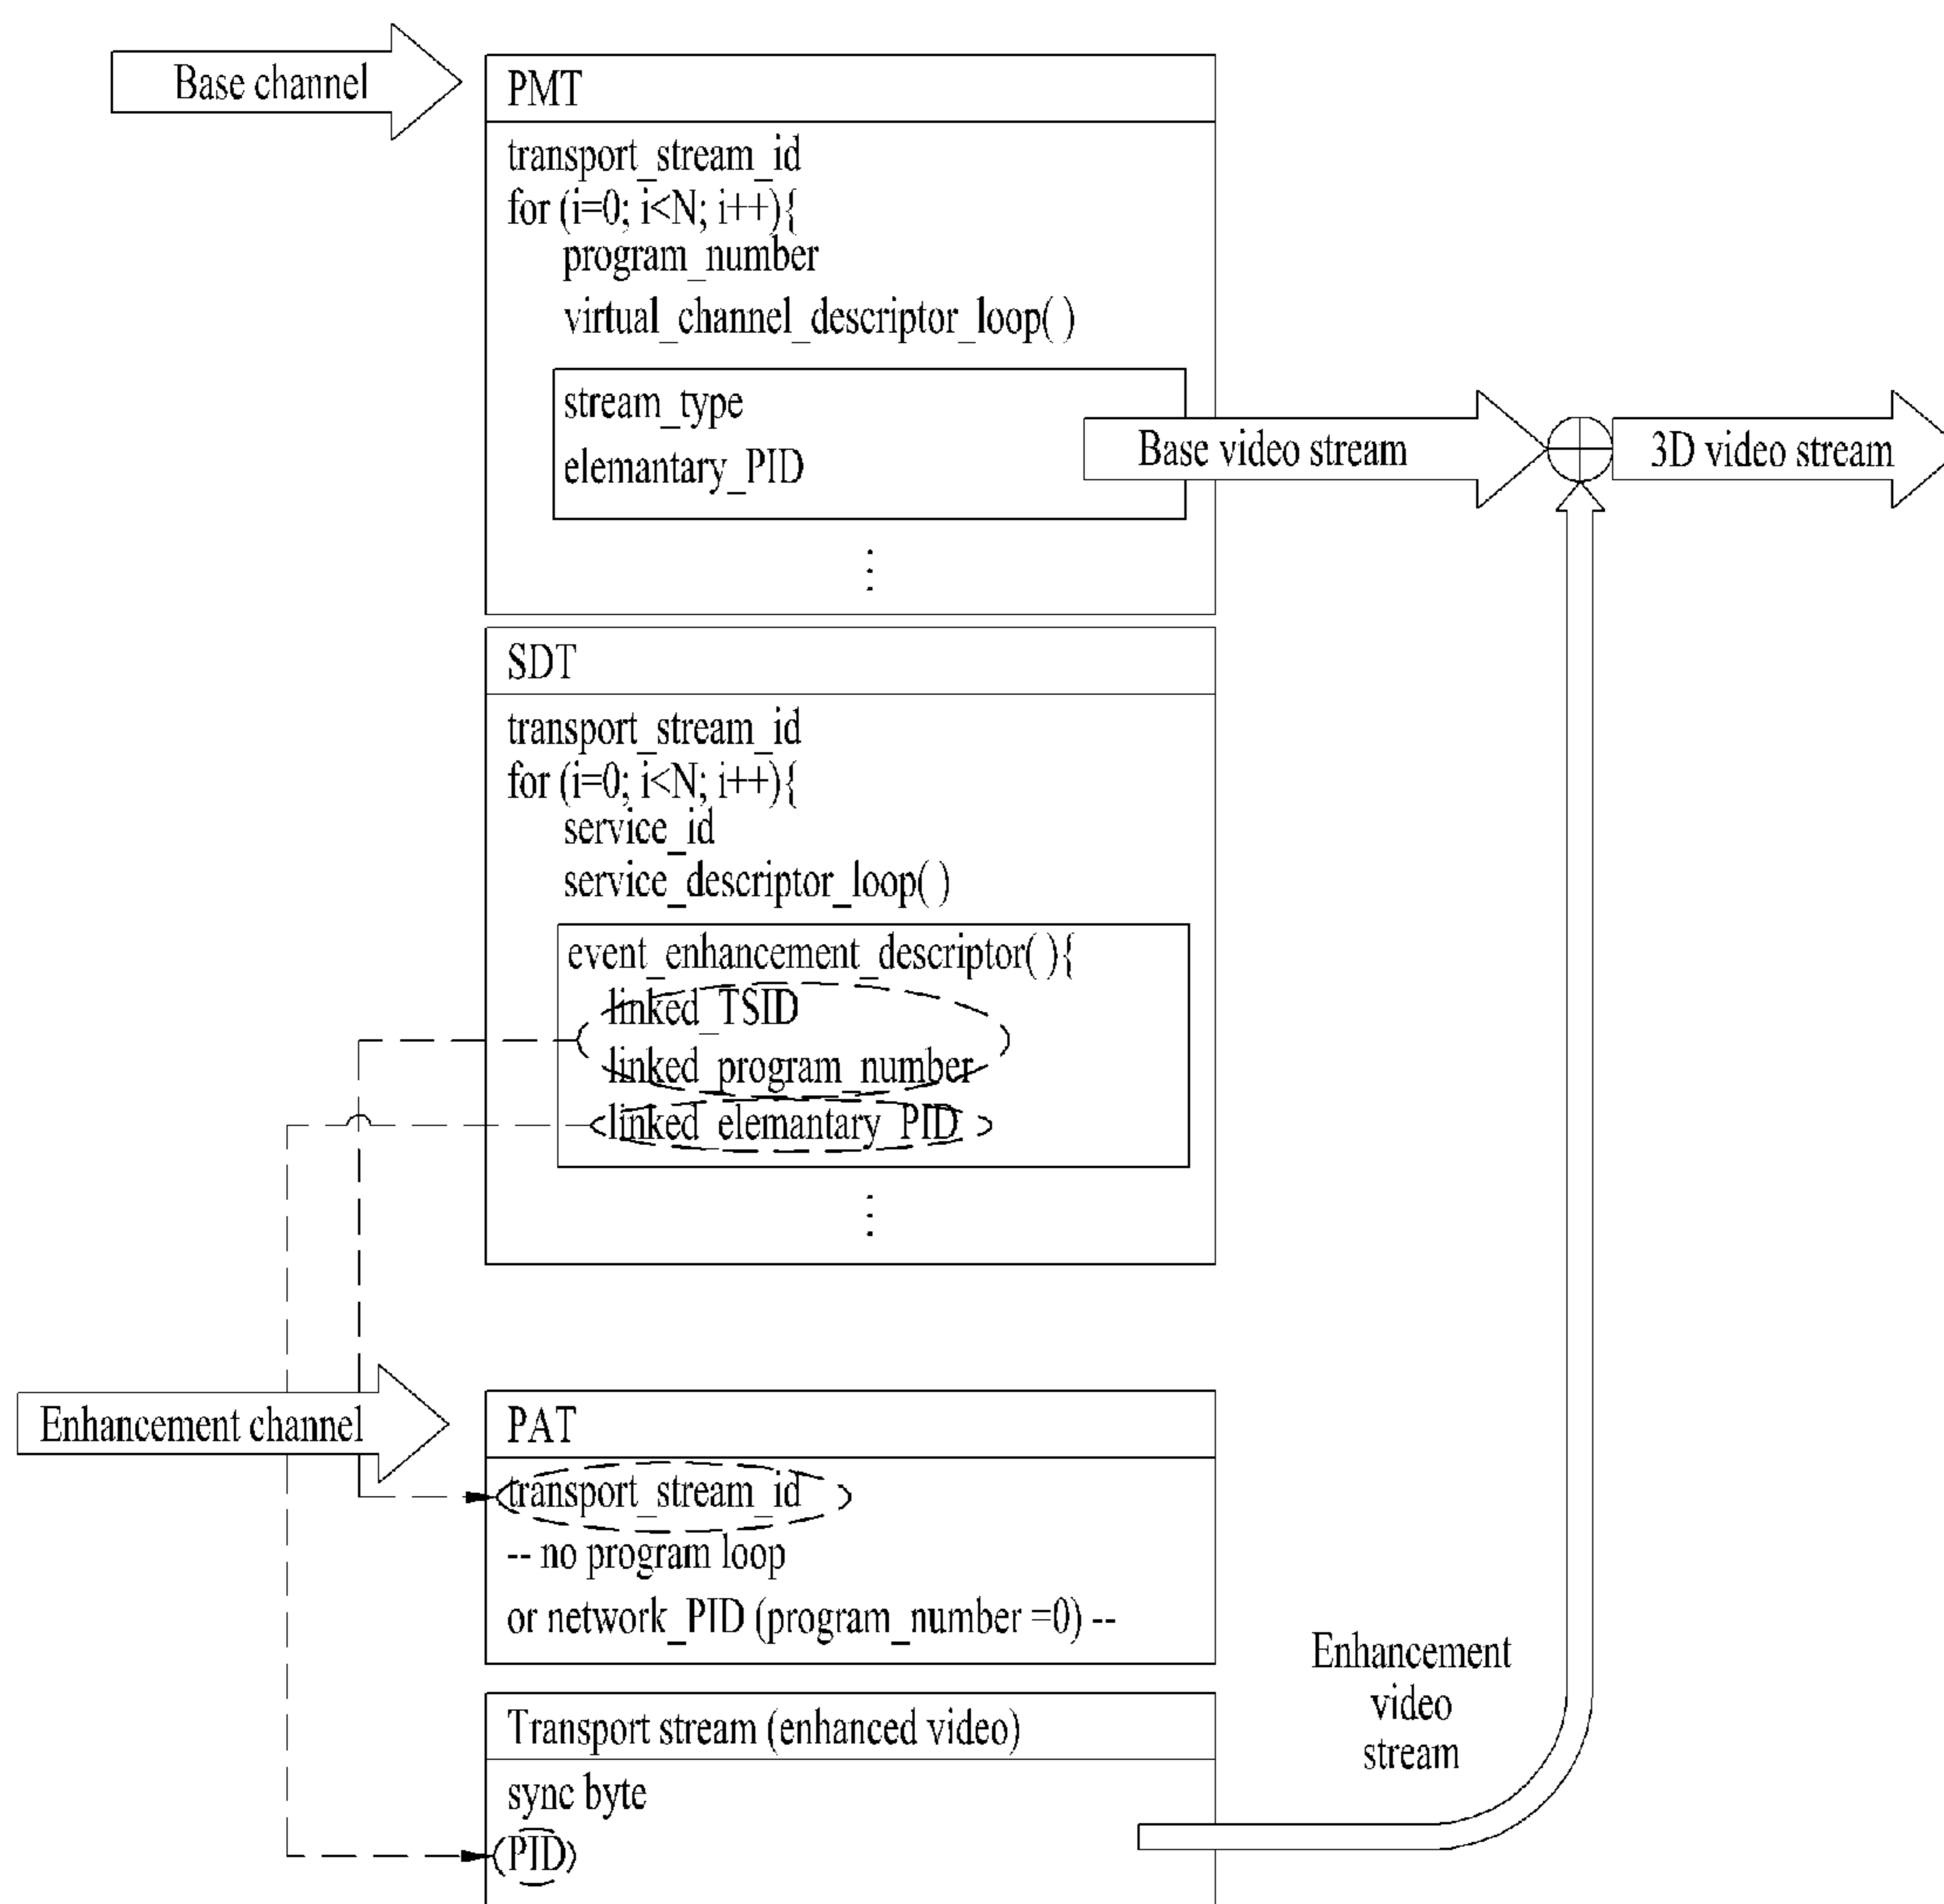 Base channel
PMT
transport_stream_id
for (i=0; i<N; i++){
program_number
virtual_channel_descriptor_loop( )
stream_type
elemantary_PID
Base video stream
3D video stream
⋮
SDT
transport_stream_id
for (i=0; i<N; i++){
service_id
service_descriptor_loop( )
event_enhancement_descriptor( ){
linked_TSID
linked_program_number
linked_elemantary_PID
⋮
Enhancement channel
PAT
transport_stream_id
-- no program loop
or network_PID (program_number =0) --
Enhancement
video
stream
Transport stream (enhanced video)
sync byte
PID